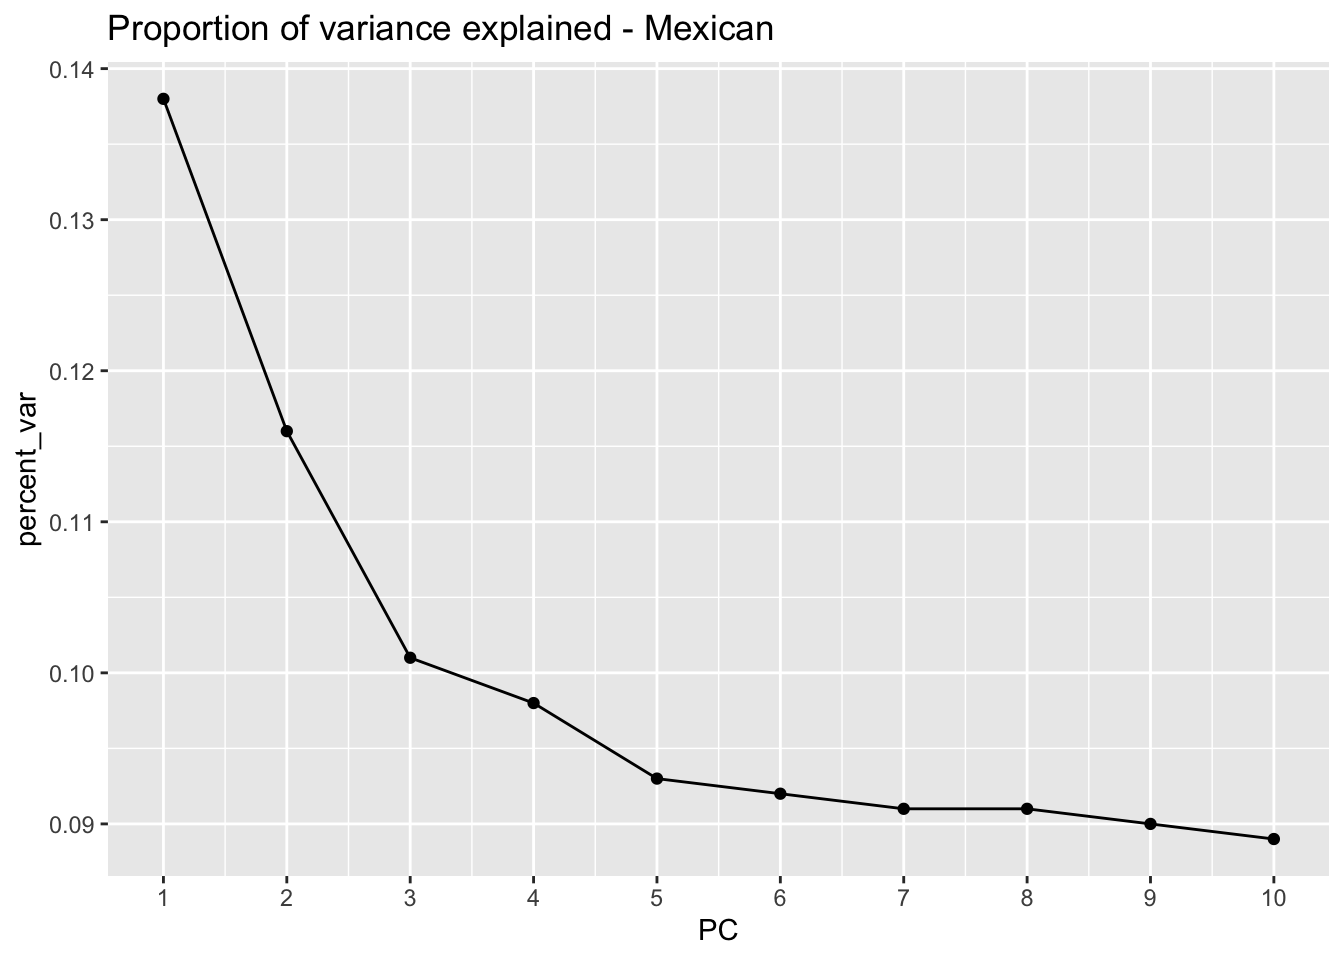 Proportion of variance explained - Mexican
0.14
0.13
0.12
0.11
0.10
0.09
percent_var
1 2 3 4 5 6 7 8 9 10
PC